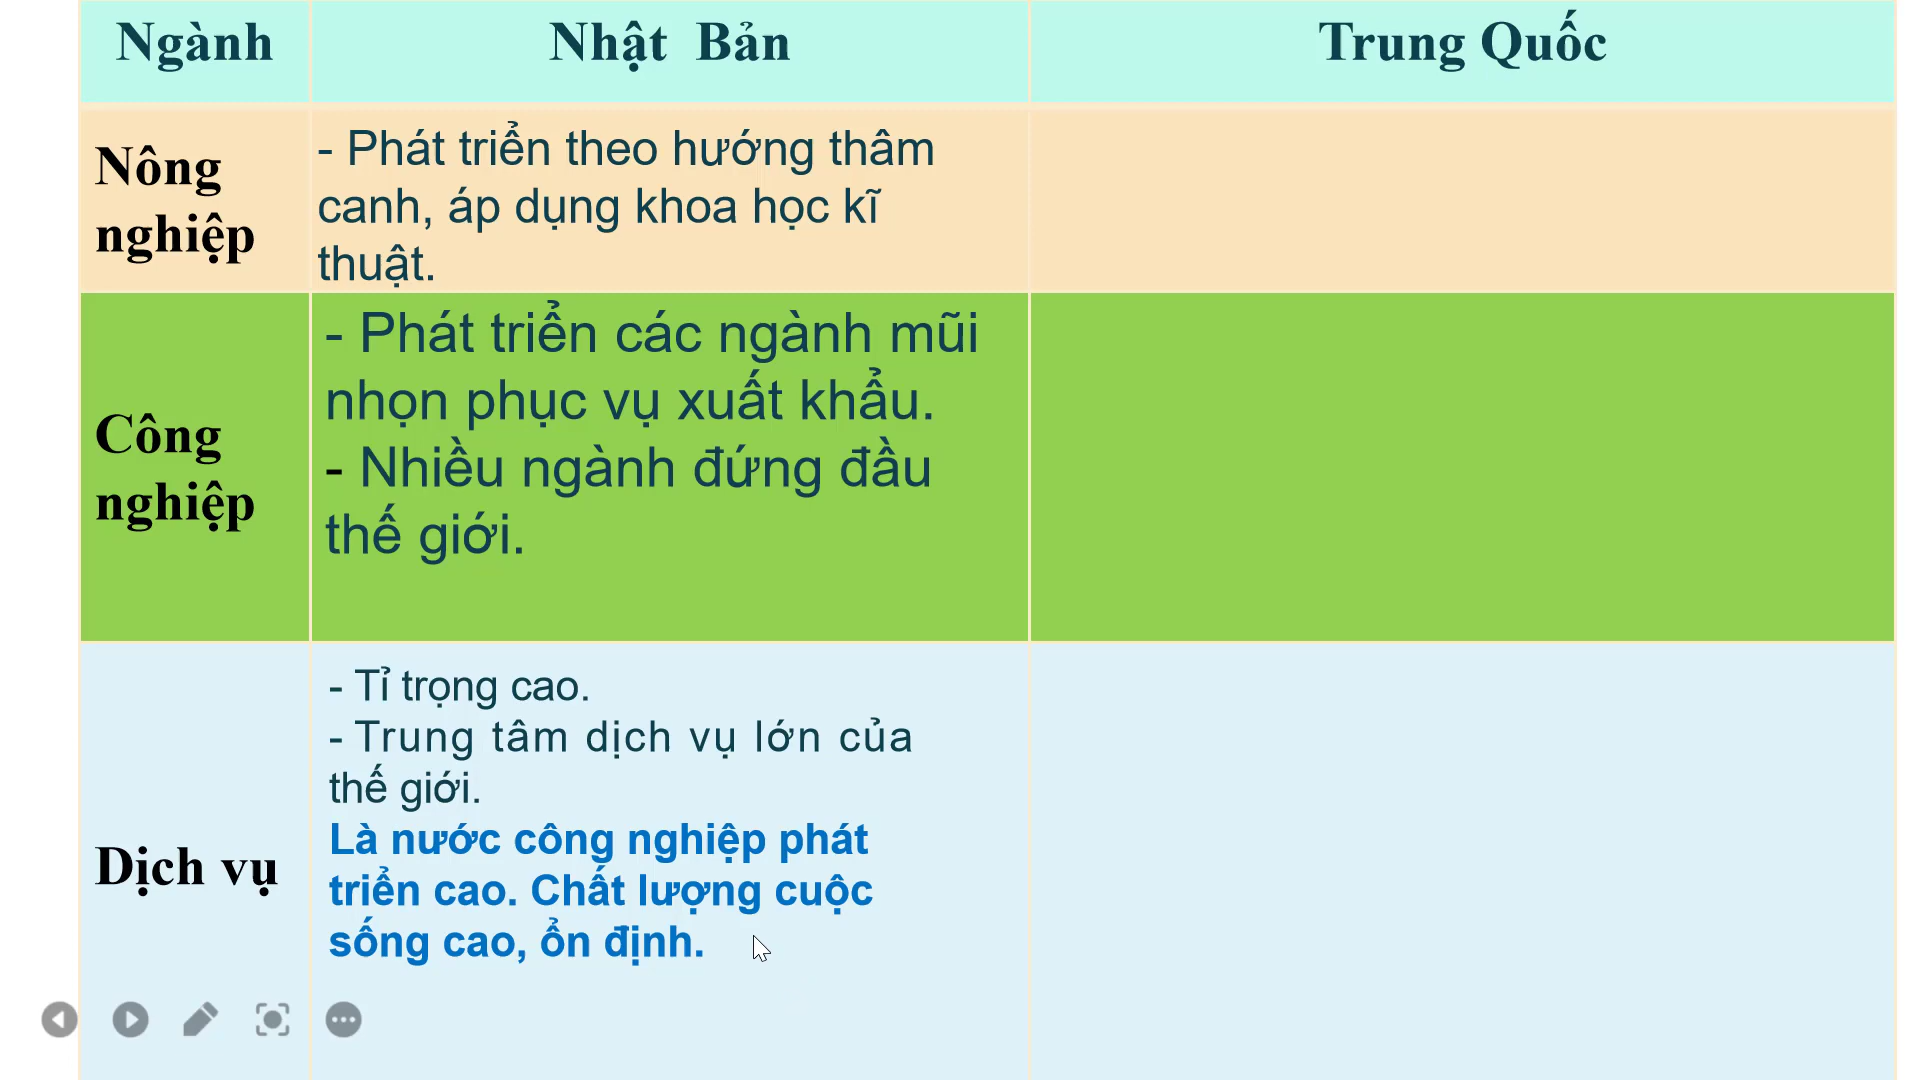 Ngành
Nhật Bản
Trung Quốc
Nông
nghiệp
- Phát triển theo hướng thâm
canh, áp dụng khoa học kĩ
thuật.
Công
nghiệp
- Phát triển các ngành mũi
nhọn phục vụ xuất khẩu.
- Nhiều ngành đứng đầu
thế giới.
Dịch vụ
- Tỉ trọng cao.
- Trung tâm dịch vụ lớn của
thế giới.
Là nước công nghiệp phát
triển cao. Chất lượng cuộc
sống cao, ổn định.